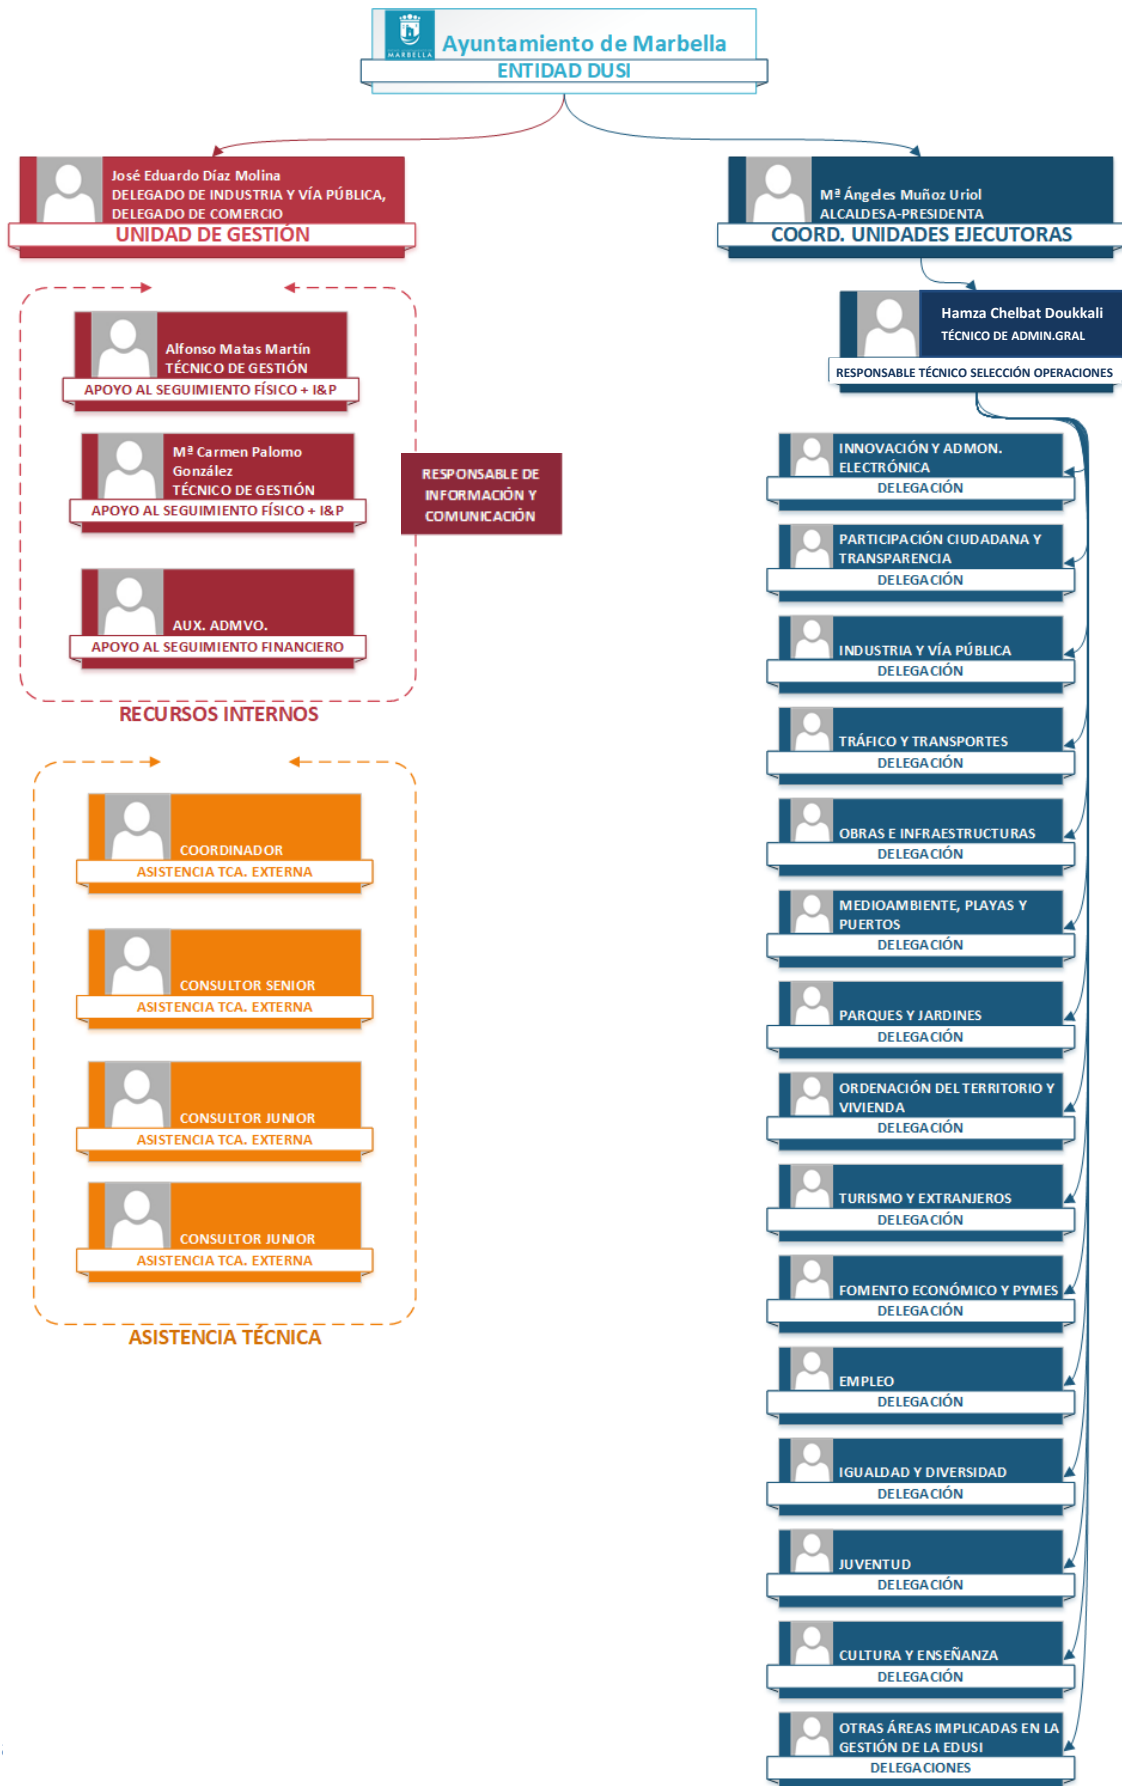 MARBELLA
Ayuntamiento de Marbella
ENTIDAD DUSI
José Eduardo Díaz Molina
DELEGADO DE INDUSTRIA Y VÍA PÚBLICA,
DELEGADO DE COMERCIO
UNIDAD DE GESTIÓN
Alfonso Matas Martín
TÉCNICO DE GESTIÓN
APOYO AL SEGUIMIENTO FÍSICO + I&P
Mª Carmen Palomo
González
TÉCNICO DE GESTIÓN
APOYO AL SEGUIMIENTO FÍSICO + I&P
RESPONSABLE DE
INFORMACIÓN Y
COMUNICACIÓN
AUX. ADMVO.
APOYO AL SEGUIMIENTO FINANCIERO
RECURSOS INTERNOS
COORDINADOR
ASISTENCIA TCA. EXTERNA
CONSULTOR SENIOR
ASISTENCIA TCA. EXTERNA
CONSULTOR JUNIOR
ASISTENCIA TCA. EXTERNA
CONSULTOR JUNIOR
ASISTENCIA TCA. EXTERNA
ASISTENCIA TÉCNICA
Mª Ángeles Muñoz Uriol
ALCALDESA-PRESIDENTA
COORD. UNIDADES EJECUTORAS
Hamza Chelbat Doukkali
TÉCNICO DE ADMIN.GRAL
RESPONSABLE TÉCNICO SELECCIÓN OPERACIONES
INNOVACIÓN Y ADMON.
ELECTRÓNICA
DELEGACIÓN
PARTICIPACIÓN CIUDADANA Y
TRANSPARENCIA
DELEGACIÓN
INDUSTRIA Y VÍA PÚBLICA
DELEGACIÓN
TRÁFICO Y TRANSPORTES
DELEGACIÓN
OBRAS E INFRAESTRUCTURAS
DELEGACIÓN
MEDIOAMBIENTE, PLAYAS Y
PUERTOS
DELEGACIÓN
PARQUES Y JARDINES
DELEGACIÓN
ORDENACIÓN DEL TERRITORIO Y
VIVIENDA
DELEGACIÓN
TURISMO Y EXTRANJEROS
DELEGACIÓN
FOMENTO ECONÓMICO Y PYMES
DELEGACIÓN
EMPLEO
DELEGACIÓN
IGUALDAD Y DIVERSIDAD
DELEGACIÓN
JUVENTUD
DELEGACIÓN
CULTURA Y ENSEÑANZA
DELEGACIÓN
OTRAS ÁREAS IMPLICADAS EN LA
GESTIÓN DE LA EDUSI
DELEGACIONES